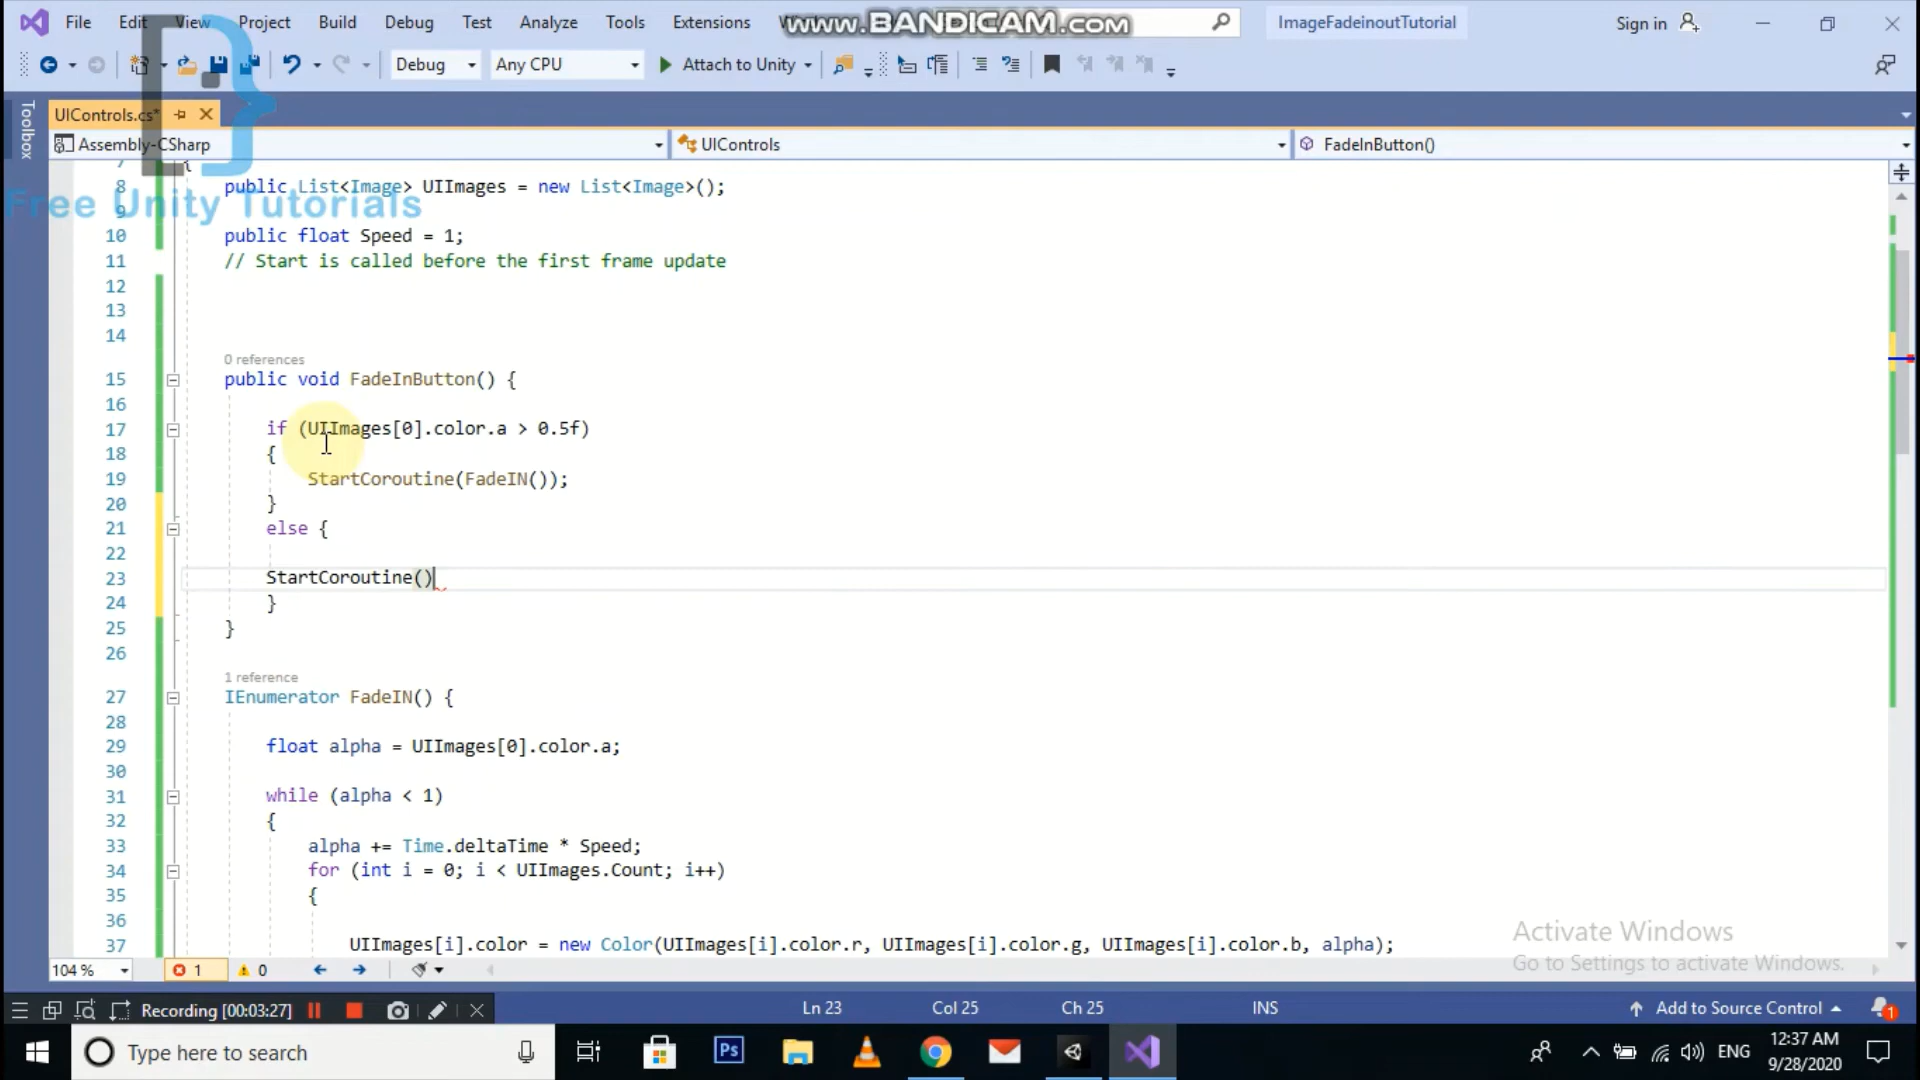 File Edit View Project Build Debug Test Analyze Tools Extensions
www.BANDICAM.com
ImageFadeinoutTutorial
Sign in
Debug Any CPU Attach to Unity
Toolbox
UIControls.cs*
Assembly-CSharp UIControls FadeInButton()
Free Unity Tutorials
7 {
8 public List<Image> UIImages = new List<Image>();
9
10 public float Speed = 1;
11 // Start is called before the first frame update
12
13
14
0 references
15 public void FadeInButton() {
16
17 if (UIImages[0].color.a > 0.5f)
18 {
19 StartCoroutine(FadeIN());
20 }
21 else {
22
23 StartCoroutine()
24 }
25 }
26
1 reference
27 IEnumerator FadeIN() {
28
29 float alpha = UIImages[0].color.a;
30
31 while (alpha < 1)
32 {
33 alpha += Time.deltaTime * Speed;
34 for (int i = 0; i < UIImages.Count; i++)
35 {
36
37 UIImages[i].color = new Color(UIImages[i].color.r, UIImages[i].color.g, UIImages[i].color.b, alpha);
Activate Windows
Go to Settings to activate Windows.
104 % 1 0
Recording [00:03:27] Ln 23 Col 25 Ch 25 INS Add to Source Control 1
Type here to search Ps ENG 12:37 AM
9/28/2020